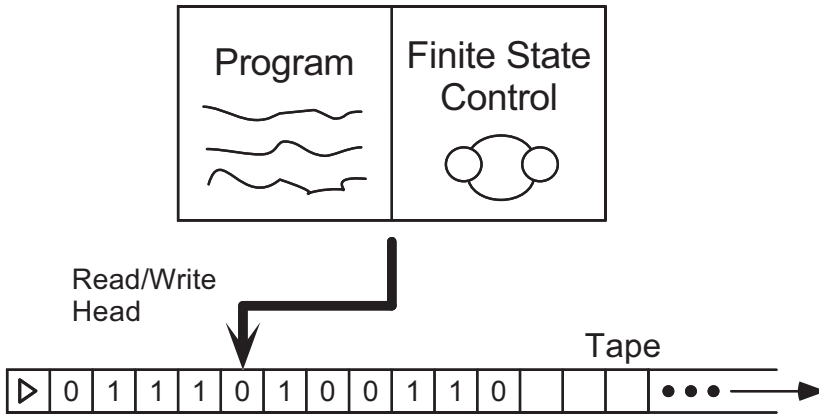 Program
Finite State
Control
Read/Write
Head
Tape
0 1 1 1 0 1 0 0 1 1 0